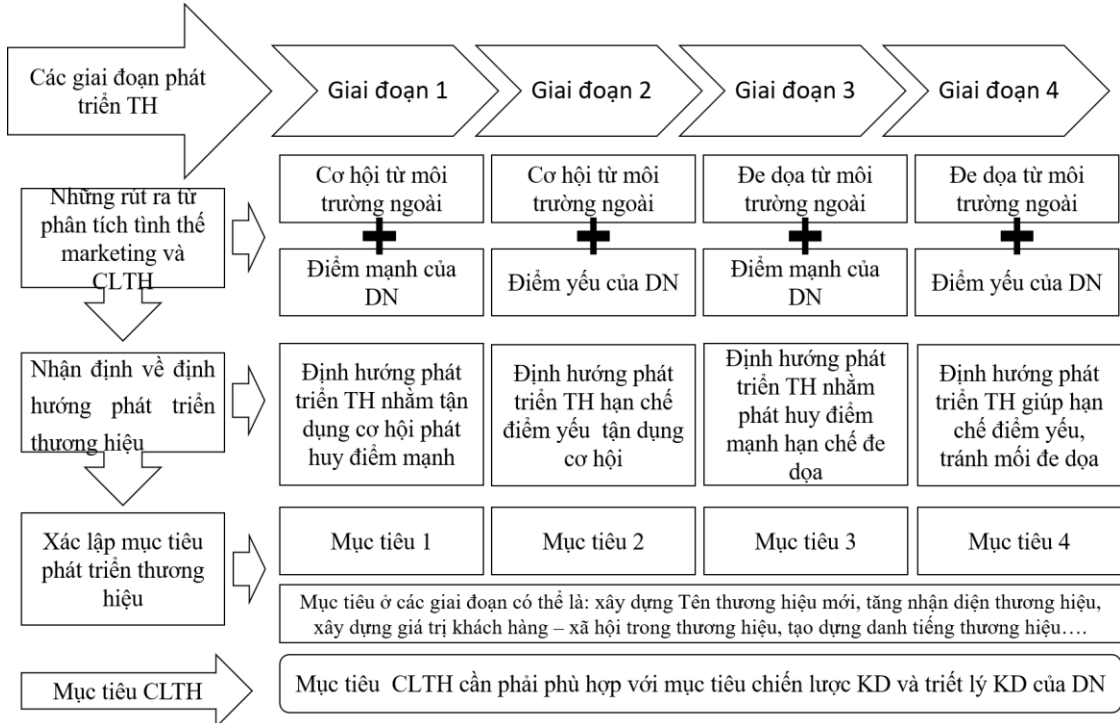 Các giai đoạn phát
triển TH
Giai đoạn 1
Giai đoạn 2
Giai đoạn 3
Giai đoạn 4
Những rút ra từ
phân tích tình thế
marketing và
CLTH
Cơ hội từ môi
trường ngoài
Cơ hội từ môi
trường ngoài
Đe dọa từ môi
trường ngoài
Đe dọa từ môi
trường ngoài
Điểm mạnh của
DN
Điểm yếu của DN
Điểm mạnh của
DN
Điểm yếu của DN
Nhận định về định
hướng phát triển
thương hiệu
Định hướng phát
triển TH nhằm tận
dụng cơ hội phát
huy điểm mạnh
Định hướng phát
triển TH hạn chế
điểm yếu tận dụng
cơ hội
Định hướng phát
triển TH nhằm
phát huy điểm
mạnh hạn chế đe
dọa
Định hướng phát
triển TH giúp hạn
chế điểm yếu,
tránh mối đe dọa
Xác lập mục tiêu
phát triển thương
hiệu
Mục tiêu 1
Mục tiêu 2
Mục tiêu 3
Mục tiêu 4
Mục tiêu ở các giai đoạn có thể là: xây dựng Tên thương hiệu mới, tăng nhận diện thương hiệu,
xây dựng giá trị khách hàng – xã hội trong thương hiệu, tạo dựng danh tiếng thương hiệu….
Mục tiêu CLTH
Mục tiêu CLTH cần phải phù hợp với mục tiêu chiến lược KD và triết lý KD của DN